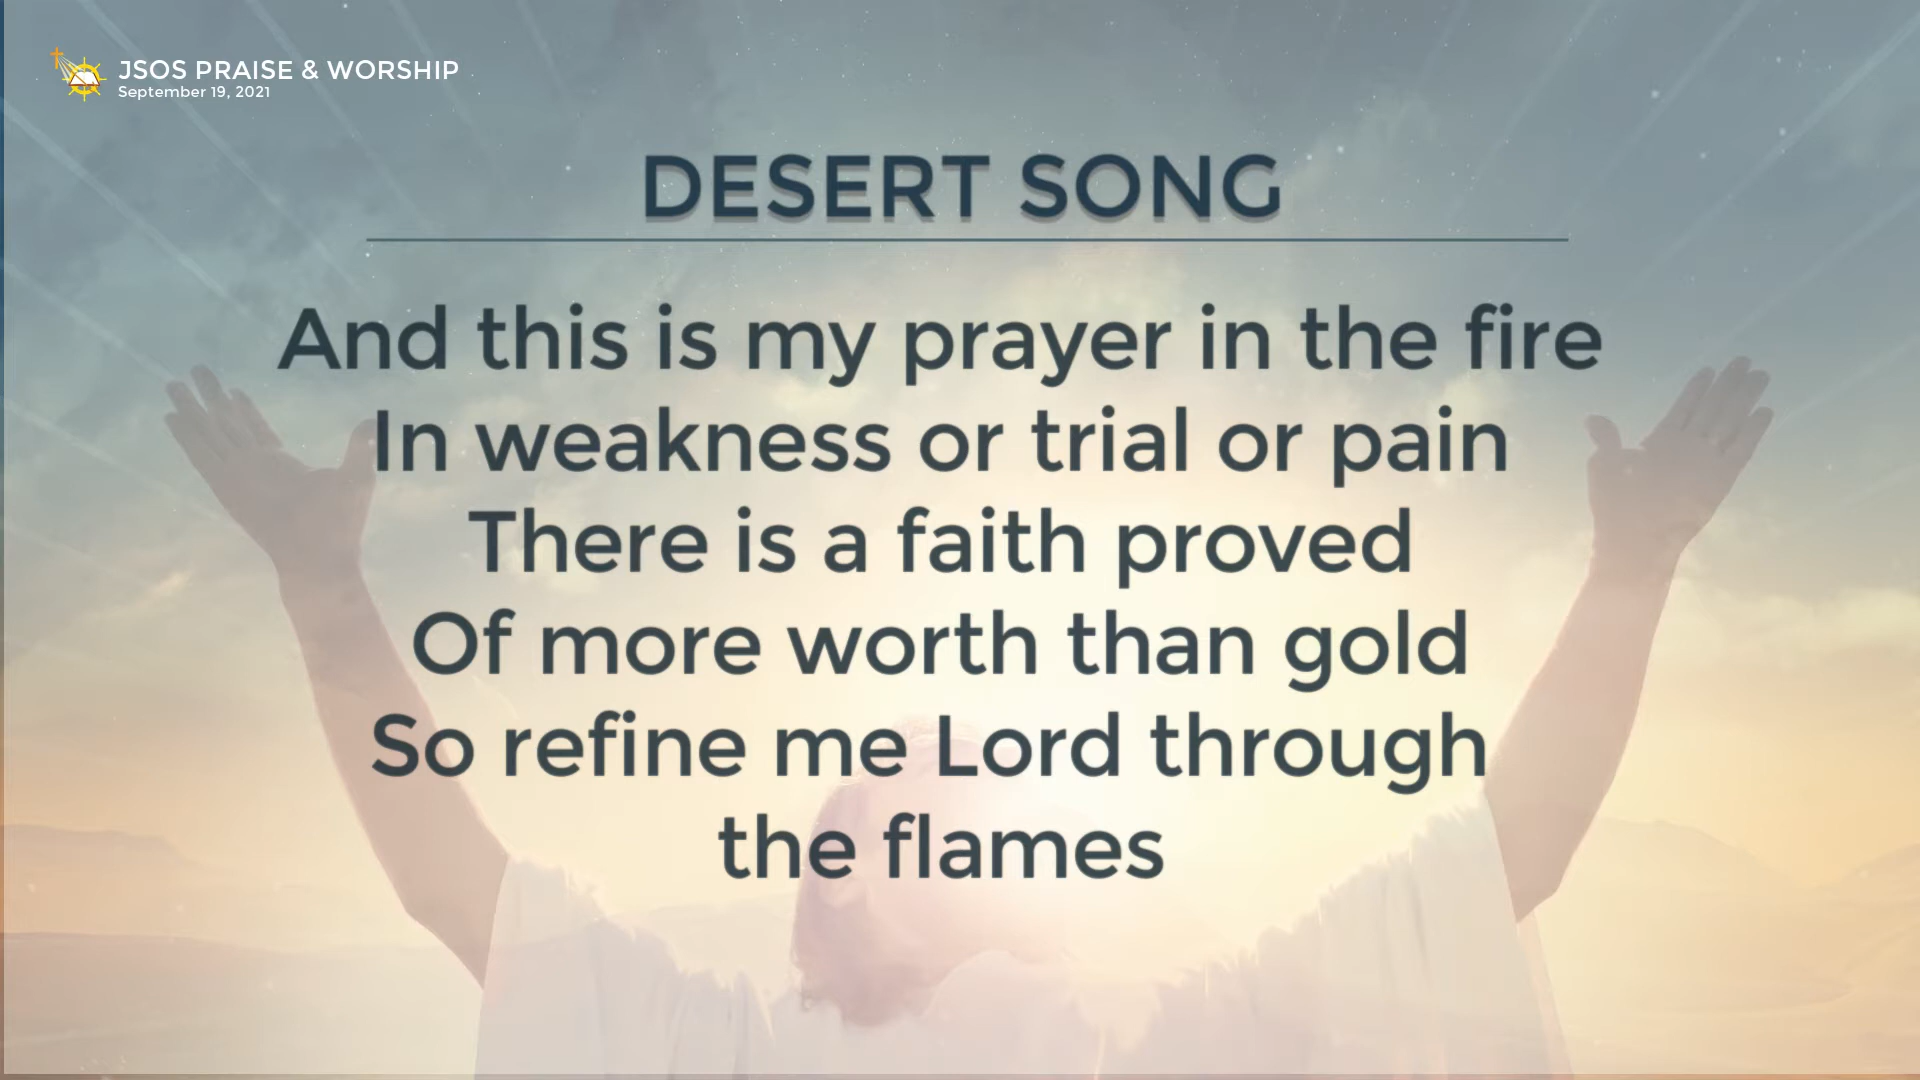 JSOS PRAISE & WORSHIP
September 19, 2021
DESERT SONG
And this is my prayer in the fire
In weakness or trial or pain
There is a faith proved
Of more worth than gold
So refine me Lord through
the flames